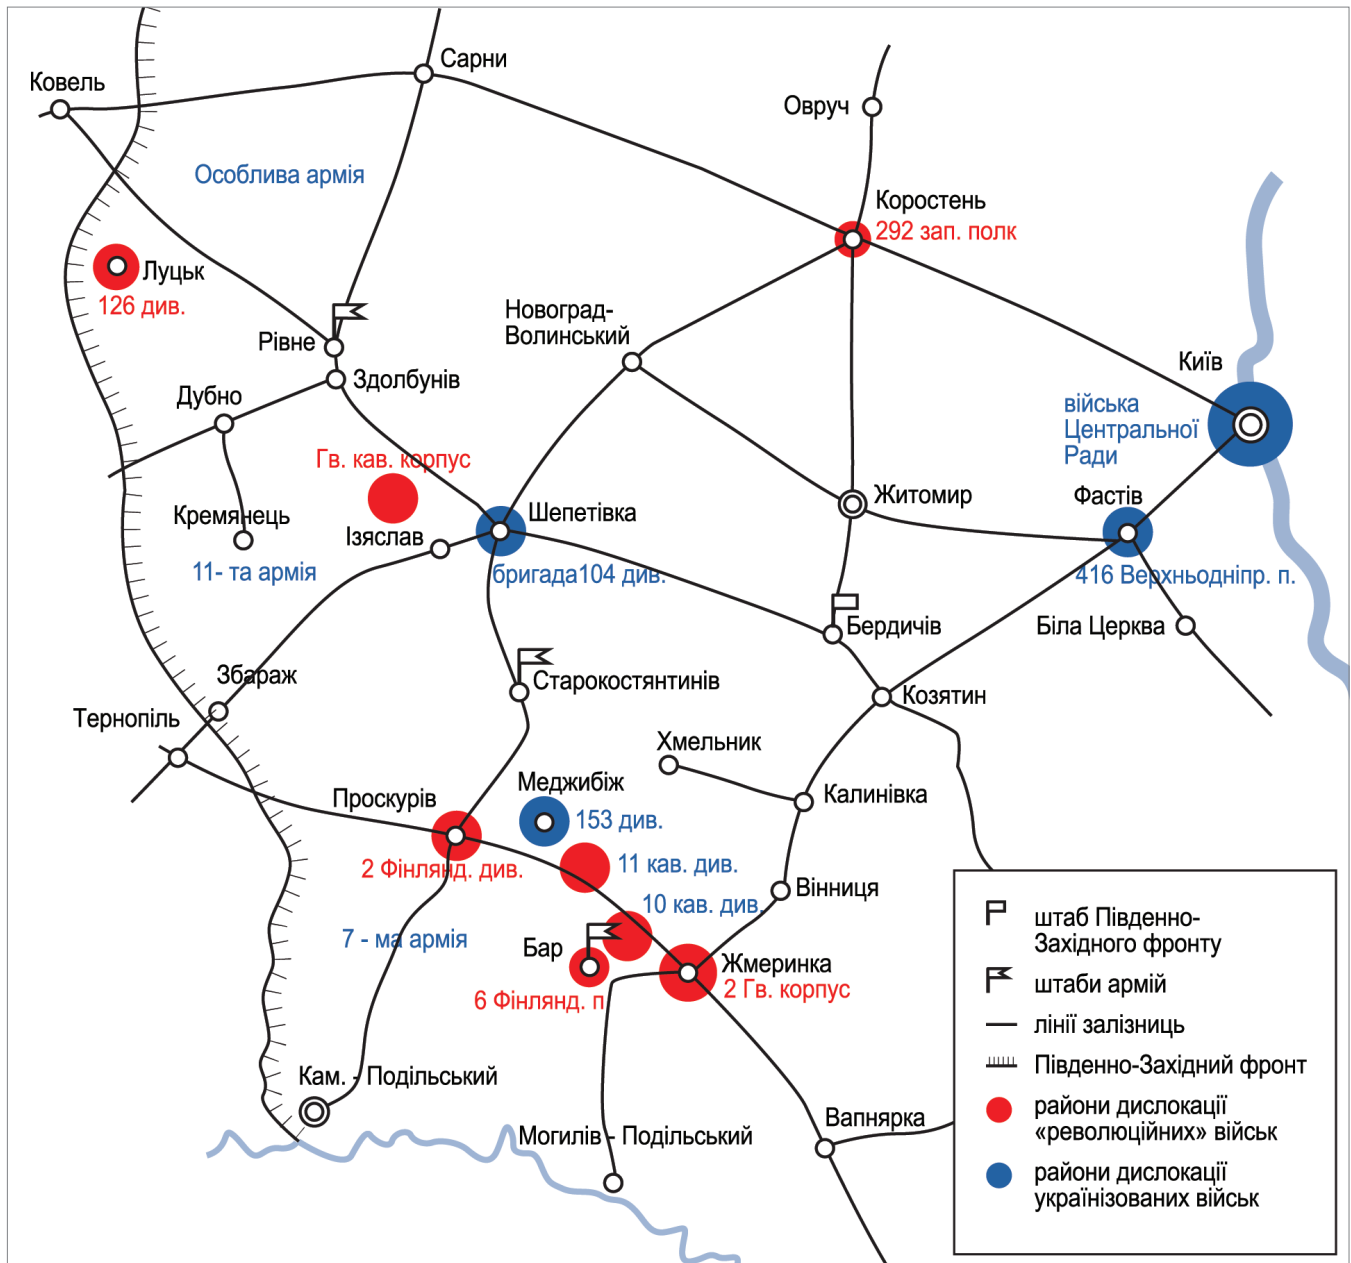 Сарни
Ковель
Овруч
Особлива армія
Коростень
292 зап. полк
Луцьк
126 див.
Новоград-
Волинський
Рівне
Київ
Здолбунів
Дубно
війська
Центральної
Ради
Гв. кав. корпус
Житомир
Фастів
Кремянець
Шепетівка
Ізяслав
11- та армія
бригада104 див.
416 Верхньодніпр. п.
Бердичів
Біла Церква
Збараж
Старокостянтинів
Козятин
Тернопіль
Хмельник
Меджибіж
Проскурів
Калинівка
153 див.
2 Фінлянд. див.
11 кав. див.
Вінниця
10 кав. див.
7 - ма армія
Бар
Жмеринка
2 Гв. корпус
6 Фінлянд. п
Кам. - Подільський
Вапнярка
Могилів - Подільський
штаб Південно-
Західного фронту
штаби армій
лінії залізниць
Південно-Західний фронт
райони дислокації
«революційних» військ
райони дислокації
українізованих військ